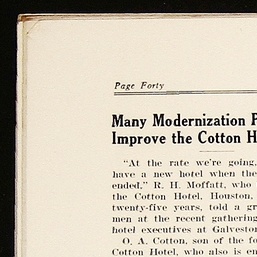 Page Forty
Many Modernization P
Improve the Cotton H
"At the rate we're going,
have a new hotel when the
ended," R. H. Moffatt, who
the Cotton Hotel, Houston,
twenty-five years, told a gr
men at the recent gathering
hotel executives at Galvesto
O. A. Cotton, son of the fo
Cotton Hotel, who also is en